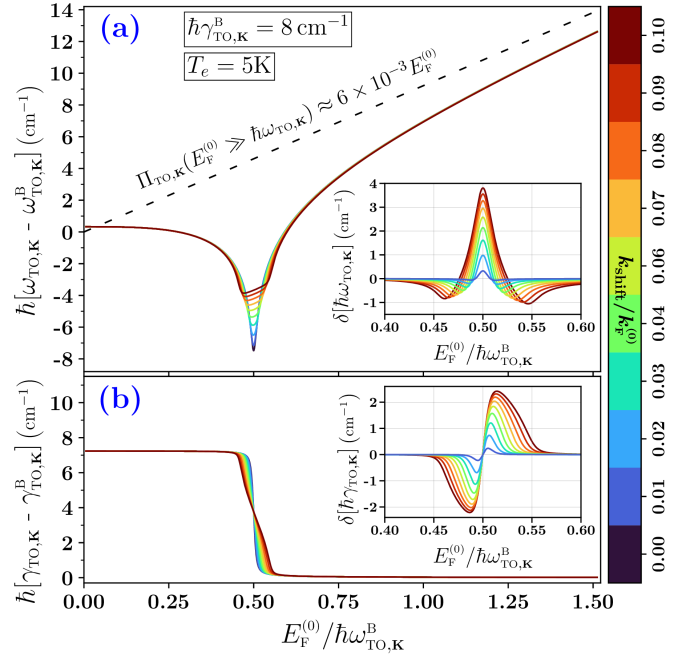 (a)
ℏγ^B_TO,K = 8 cm⁻¹
T_e = 5K
Π_TO,K(E_F^(0) ≫ ℏω_TO,K) ≈ 6 × 10⁻³E_F^(0)
ℏ[ω_TO,K - ω^B_TO,K] (cm⁻¹)
14
12
10
8
6
4
2
0
-2
-4
-6
-8
δ[ℏω_TO,K] (cm⁻¹)
4
3
2
1
0
-1
0.40 0.45 0.50 0.55 0.60
E_F^(0)/ℏω^B_TO,K
(b)
ℏ[γ_TO,K - γ^B_TO,K] (cm⁻¹)
10
8
6
4
2
0
δ[ℏγ_TO,K] (cm⁻¹)
2
1
0
-1
-2
0.40 0.45 0.50 0.55 0.60
E_F^(0)/ℏω^B_TO,K
0.00 0.25 0.50 0.75 1.00 1.25 1.50
E_F^(0)/ℏω^B_TO,K
k_shift/k_F^(0)
0.10
0.09
0.08
0.07
0.06
0.04
0.03
0.02
0.01
0.00